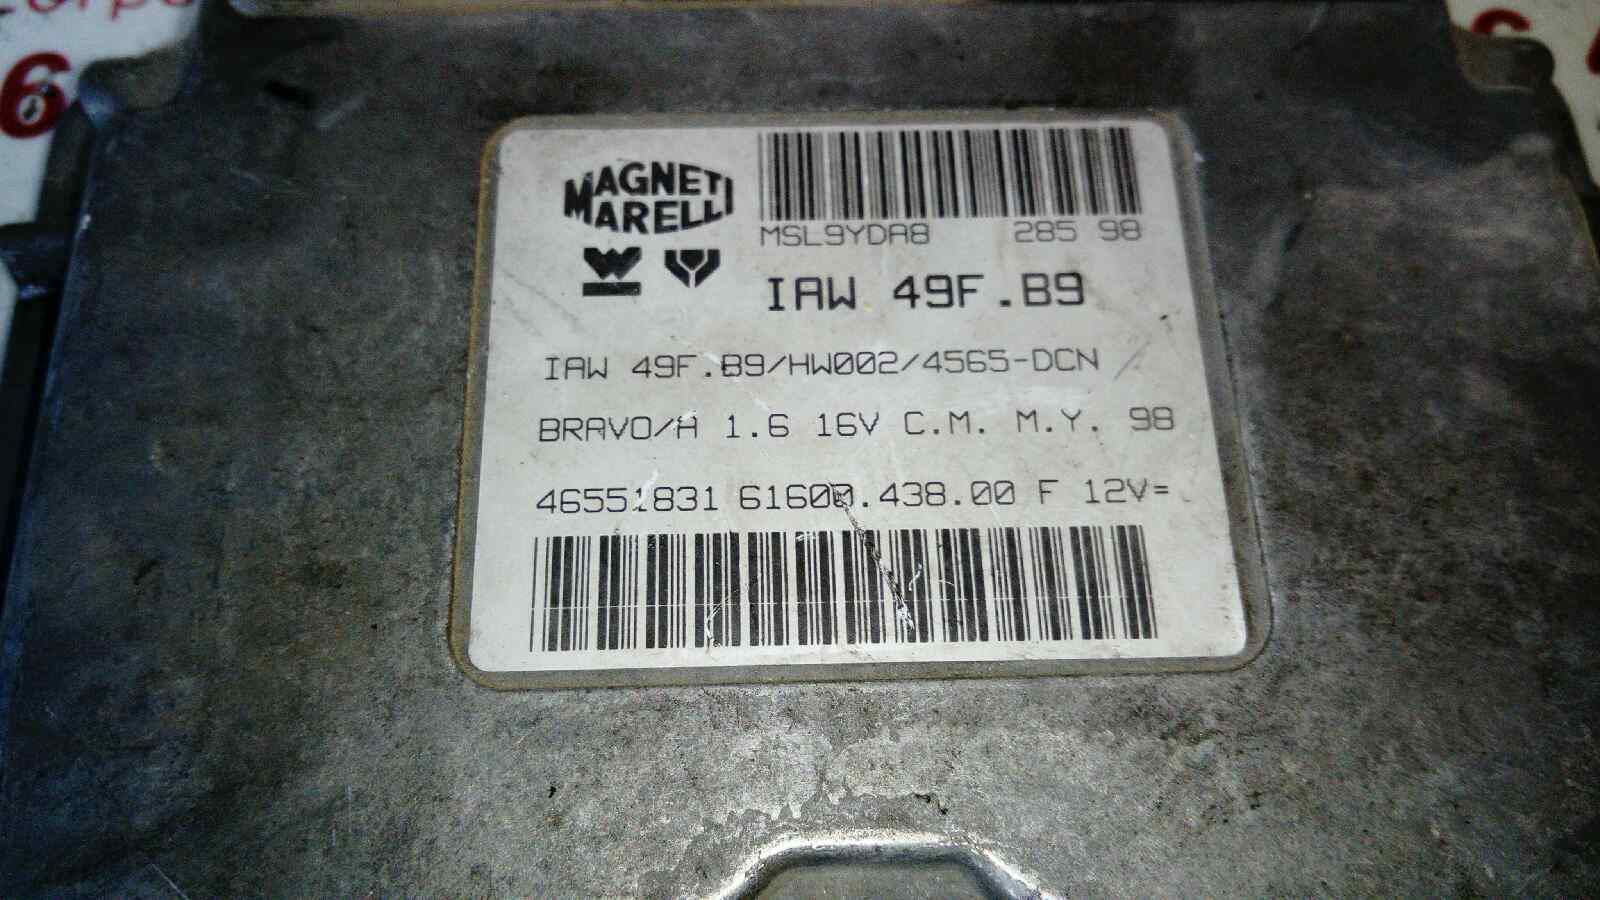 MAGNETI
MARELLI
MSL9YDA8 285 98
IAW 49F.B9
IAW 49F.B9/HW002/4565-DCN
BRAVO/A 1.6 16V C.M. M.Y. 98
46551831 61600.438.00 F 12V=
6